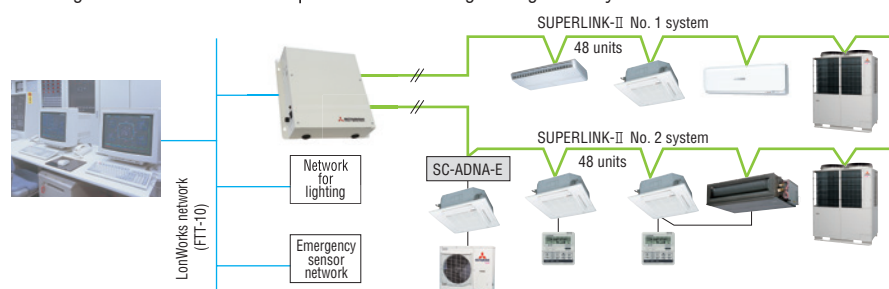 SUPERLINK-II No. 1 system
48 units
SUPERLINK-II No. 2 system
48 units
SC-ADNA-E
Network
for
lighting
Emergency
sensor
network
LonWorks network
(FTT-10)
MITSUBISHI